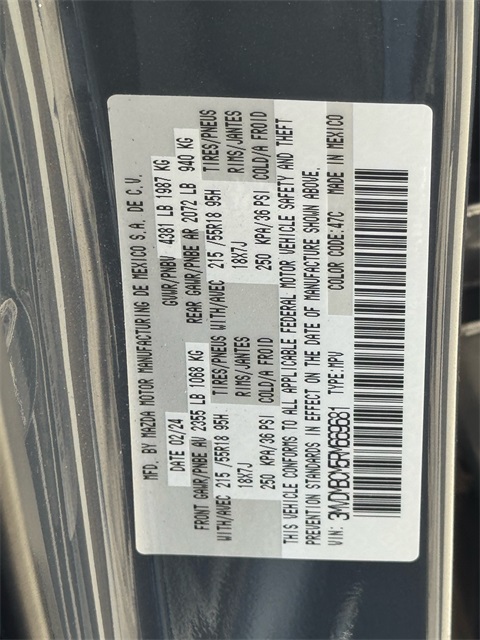 MFD. BY MAZDA MOTOR MANUFACTURING DE MEXICO S.A. DE C.V.
DATE 02/24 GVWR/PNBV 4381 LB 1987 KG
FRONT GAWR/PNBE AV 2355 LB 1068 KG REAR GAWR/PNBE AR 2072 LB 940 KG
WITH/AVEC 215 /55R18 95H TIRES/PNEUS WITH/AVEC 215 /55R18 95H TIRES/PNEUS
18X7J RIMS/JANTES 18X7J RIMS/JANTES
250 KPA/36 PSI COLD/A FROID 250 KPA/36 PSI COLD/A FROID
THIS VEHICLE CONFORMS TO ALL APPLICABLE FEDERAL MOTOR VEHICLE SAFETY AND THEFT
PREVENTION STANDARDS IN EFFECT ON THE DATE OF MANUFACTURE SHOWN ABOVE.
VIN: 3MVDMBCM5RM669681 TYPE:MPV COLOR CODE:47C MADE IN MEXICO